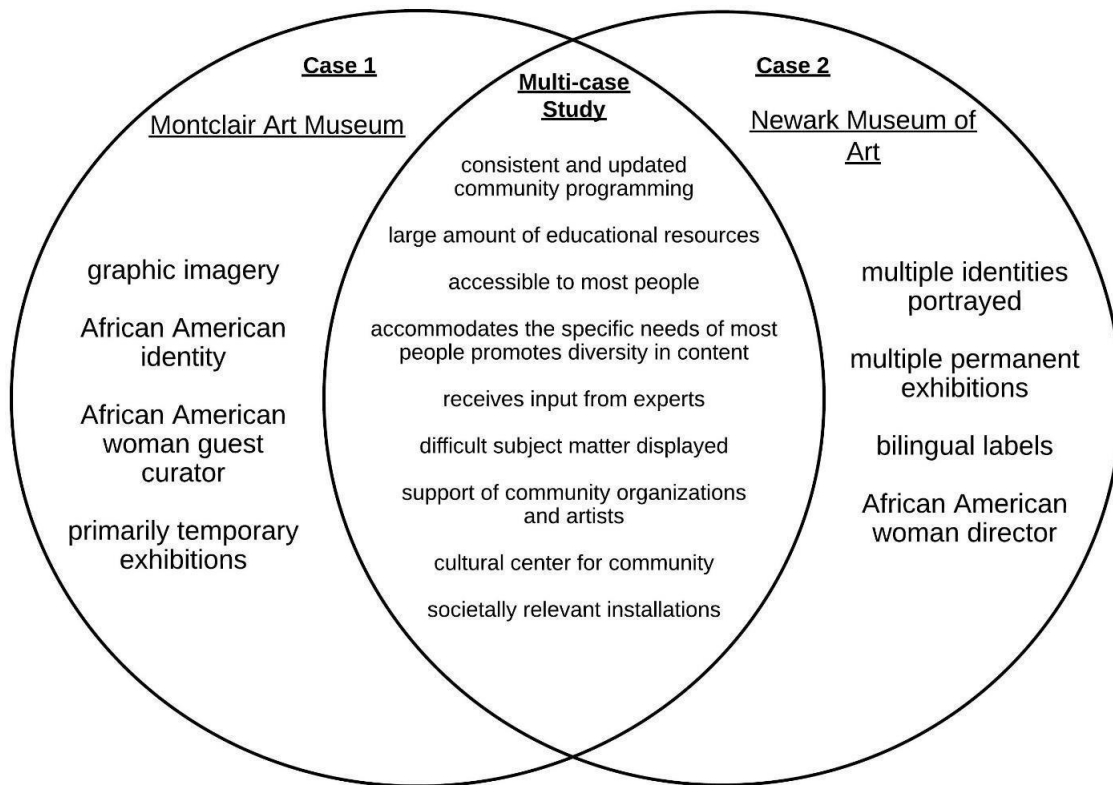 Case 1
Montclair Art Museum
graphic imagery
African American
identity
African American
woman guest
curator
primarily temporary
exhibitions
Multi-case
Study
consistent and updated
community programming
large amount of educational resources
accessible to most people
accommodates the specific needs of most
people promotes diversity in content
receives input from experts
difficult subject matter displayed
support of community organizations
and artists
cultural center for community
societally relevant installations
Case 2
Newark Museum of
Art
multiple identities
portrayed
multiple permanent
exhibitions
bilingual labels
African American
woman director